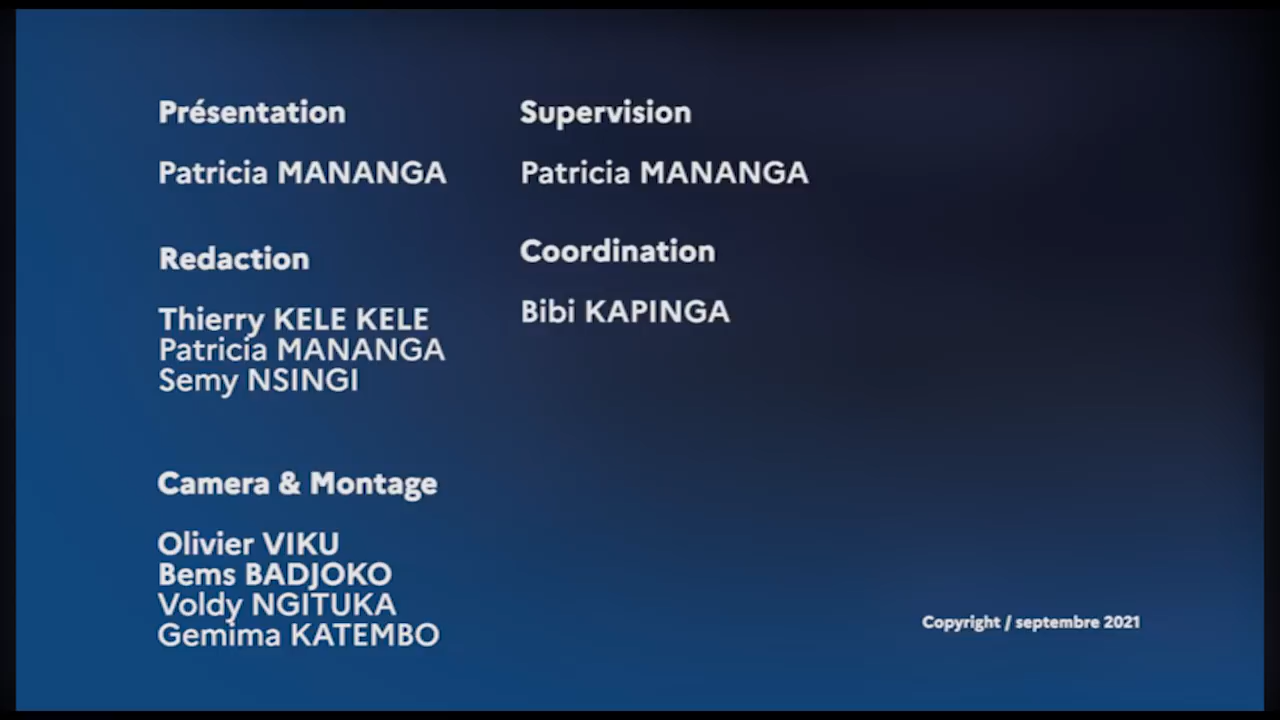 Présentation
Patricia MANANGA
Redaction
Thierry KELE KELE
Patricia MANANGA
Semy NSINGI
Camera & Montage
Olivier VIKU
Bems BADJOKO
Voldy NGITUKA
Gemima KATEMBO
Supervision
Patricia MANANGA
Coordination
Bibi KAPINGA
Copyright / septembre 2021